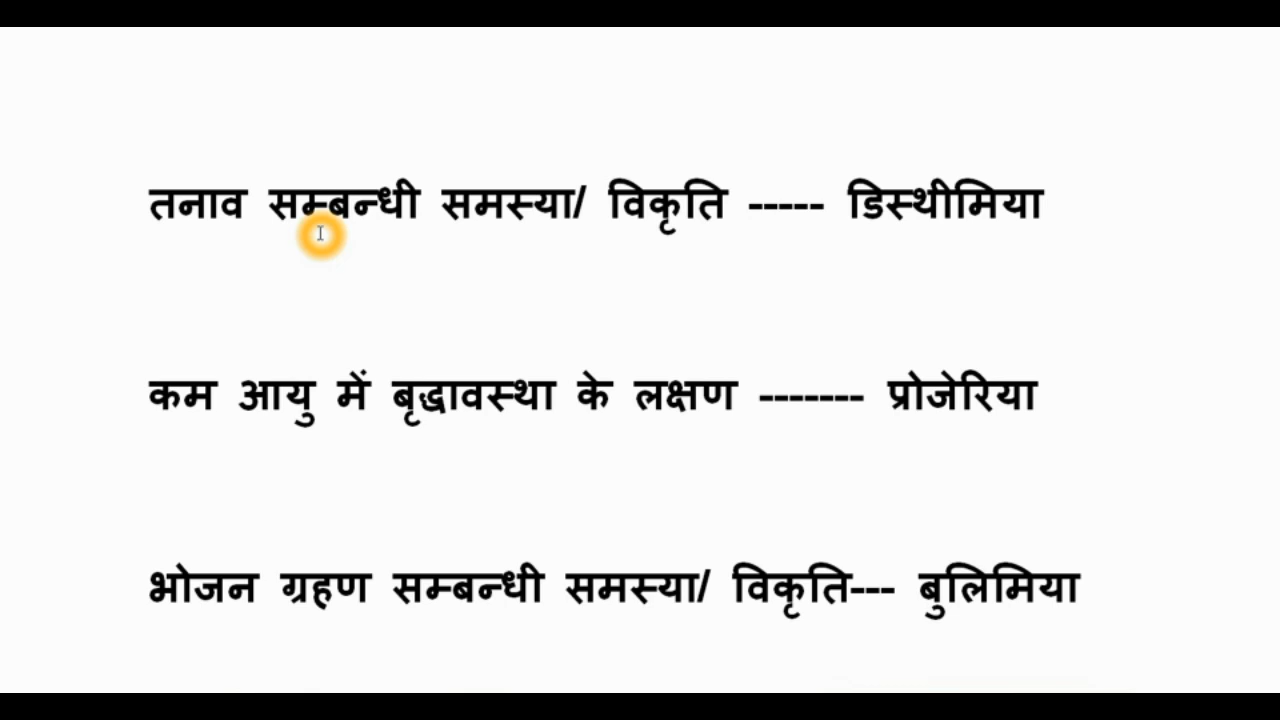 तनाव सम्बन्धी समस्या/ विकृति ----- डिस्थीमिया
कम आयु में बृद्धावस्था के लक्षण ------- प्रोजेरिया
भोजन ग्रहण सम्बन्धी समस्या/ विकृति--- बुलिमिया